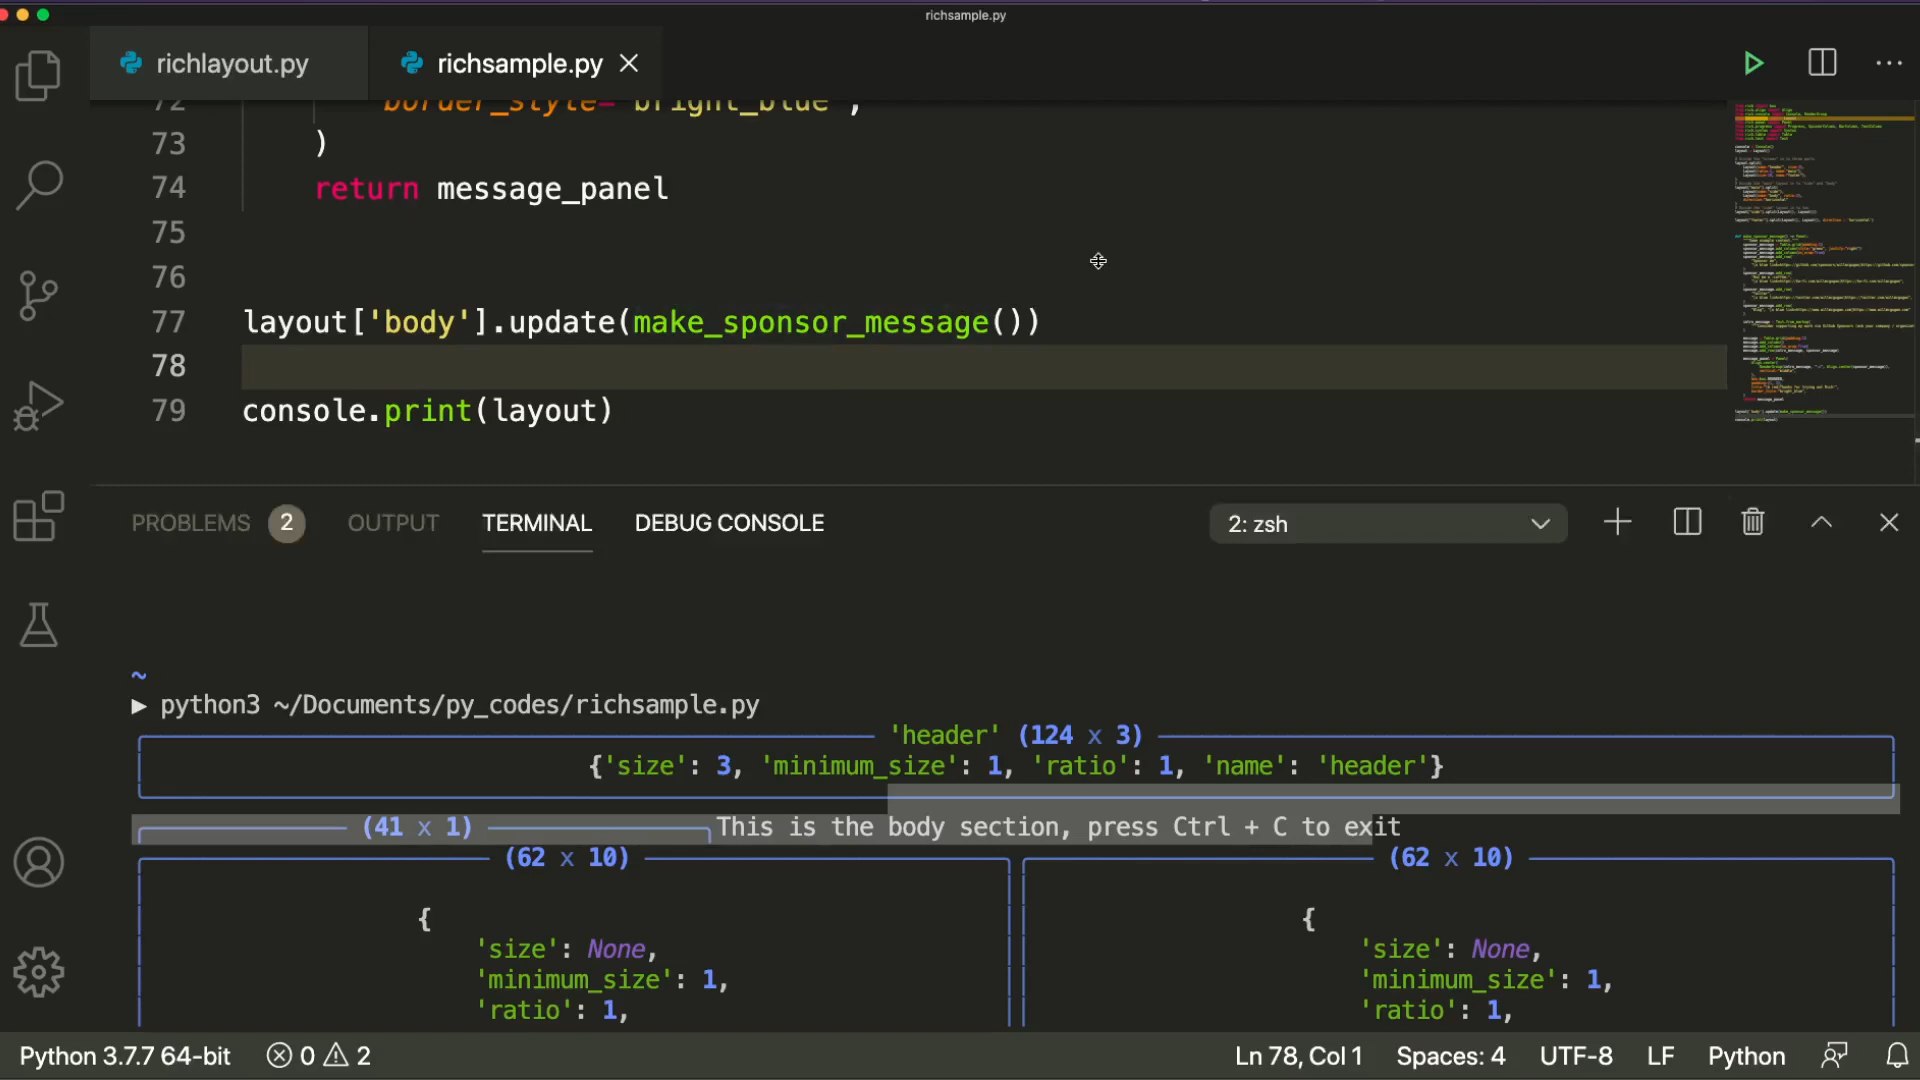 richsample.py
richlayout.py
richsample.py
72 border_style="bright_blue",
73 )
74 return message_panel
75
76
77 layout['body'].update(make_sponsor_message())
78
79 console.print(layout)
PROBLEMS 2 OUTPUT TERMINAL DEBUG CONSOLE 2: zsh
~
▶ python3 ~/Documents/py_codes/richsample.py
'header' (124 x 3)
{'size': 3, 'minimum_size': 1, 'ratio': 1, 'name': 'header'}
(41 x 1) This is the body section, press Ctrl + C to exit
(62 x 10) (62 x 10)
{ {
'size': None, 'size': None,
'minimum_size': 1, 'minimum_size': 1,
'ratio': 1, 'ratio': 1,
Python 3.7.7 64-bit 0 2 Ln 78, Col 1 Spaces: 4 UTF-8 LF Python